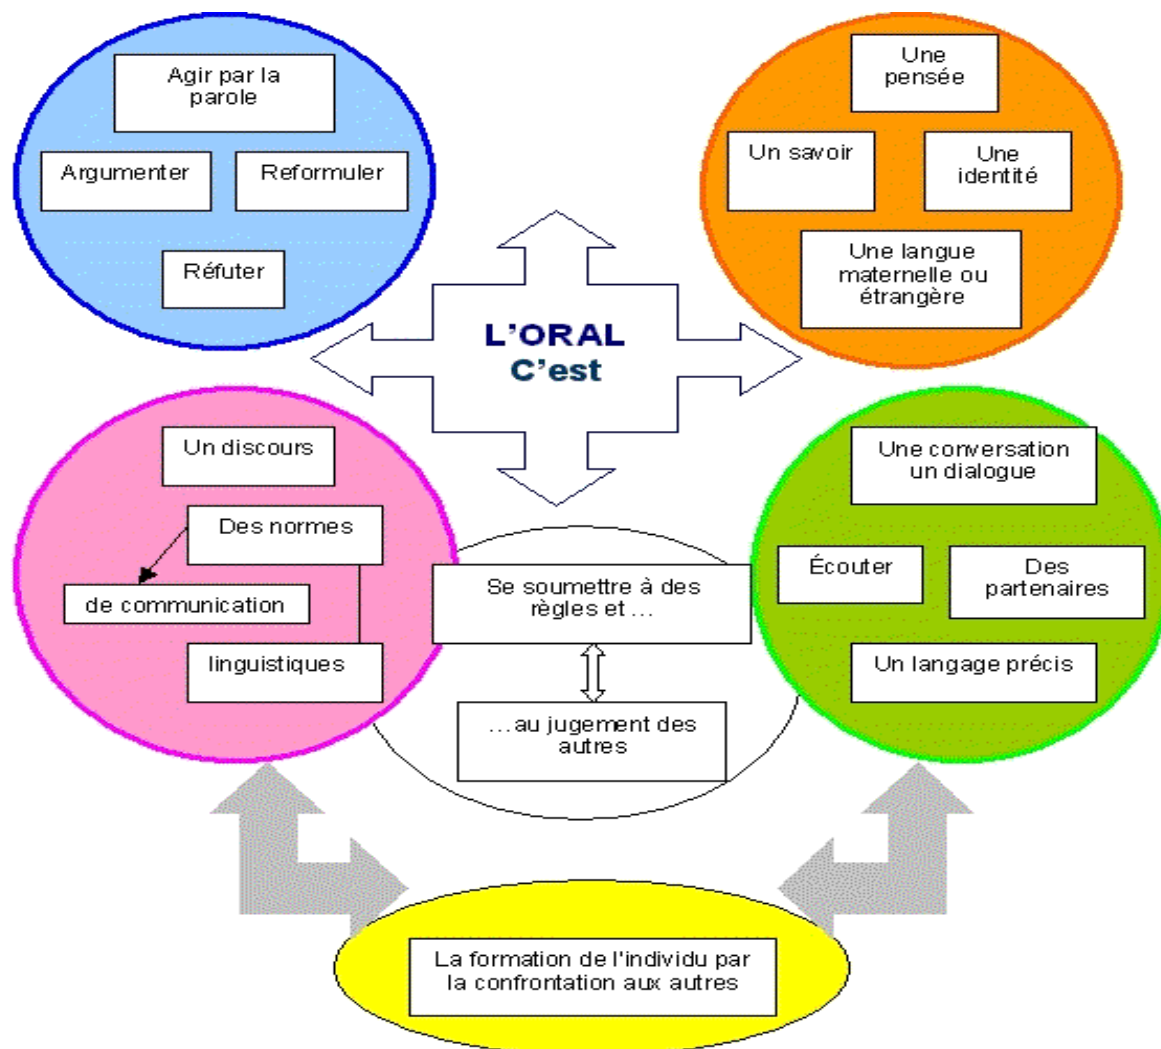 Agir par la
parole
Argumenter
Reformuler
Réfuter
Une
pensée
Un savoir
Une
identité
Une langue
maternelle ou
étrangère
L'ORAL
C'est
Un discours
Des normes
de communication
linguistiques
Se soumettre à des
règles et ...
...au jugement des
autres
Une conversation
un dialogue
Écouter
Des
partenaires
Un langage précis
La formation de l'individu par
la confrontation aux autres